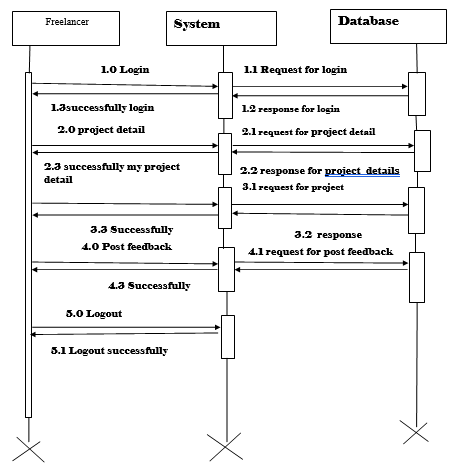 Freelancer
System
Database
1.0 Login
1.1 Request for login
1.3successfully login
1.2 response for login
2.0 project detail
2.1 request for project detail
2.3 successfully my project
detail
2.2 response for project details
3.1 request for project
3.3 Successfully
3.2 response
4.0 Post feedback
4.1 request for post feedback
4.3 Successfully
5.0 Logout
5.1 Logout successfully